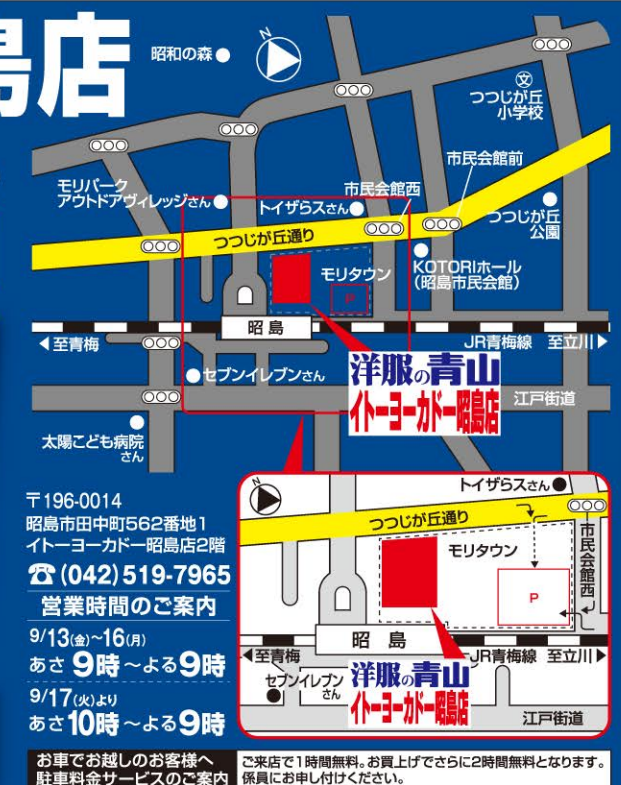 島店
昭和の森
N
文
つつじが丘
小学校
市民会館前
モリパーク
アウトドアヴィレッジさん
トイザらスさん
市民会館西
つつじが丘
公園
つつじが丘通り
モリタウン
P
KOTORIホール
(昭島市民会館)
昭島
◀至青梅
JR青梅線 至立川▶
セブンイレブンさん
洋服の青山
イトーヨーカドー昭島店
江戸街道
太陽こども病院
さん
〒196-0014
昭島市田中町562番地1
イトーヨーカドー昭島店2階
☎(042)519-7965
営業時間のご案内
9/13(金)~16(月)
あさ9時~よる9時
9/17(火)より
あさ10時~よる9時
N
トイザらスさん
つつじが丘通り
市民会館西
モリタウン
P
昭島
◀至青梅
JR青梅線 至立川▶
セブンイレブン
さん
洋服の青山
イトーヨーカドー昭島店
江戸街道
お車でお越しのお客様へ
駐車料金サービスのご案内
ご来店で1時間無料。お買上げでさらに2時間無料となります。
係員にお申し付けください。